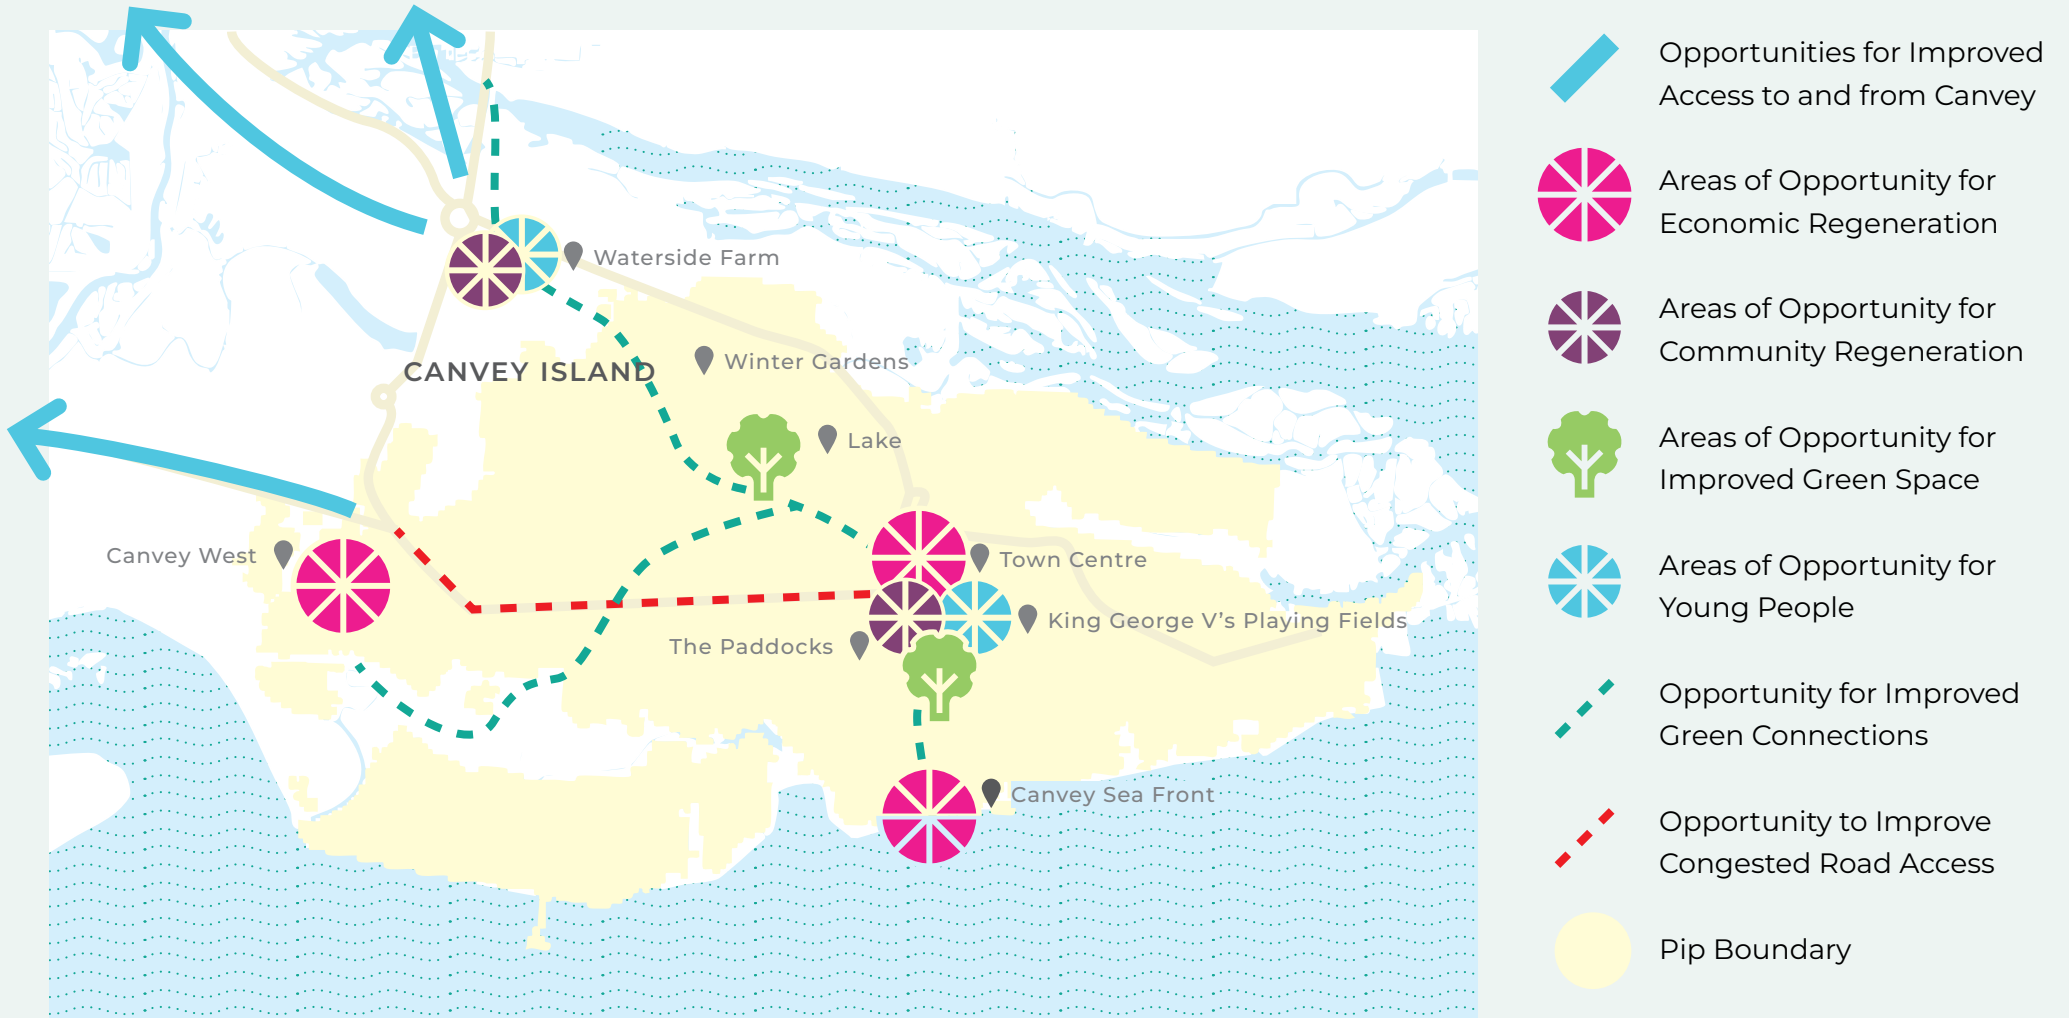 Waterside Farm
CANVEY ISLAND
Winter Gardens
Lake
Canvey West
Town Centre
King George V’s Playing Fields
The Paddocks
Canvey Sea Front
Opportunities for Improved
Access to and from Canvey
Areas of Opportunity for
Economic Regeneration
Areas of Opportunity for
Community Regeneration
Areas of Opportunity for
Improved Green Space
Areas of Opportunity for
Young People
Opportunity for Improved
Green Connections
Opportunity to Improve
Congested Road Access
Pip Boundary